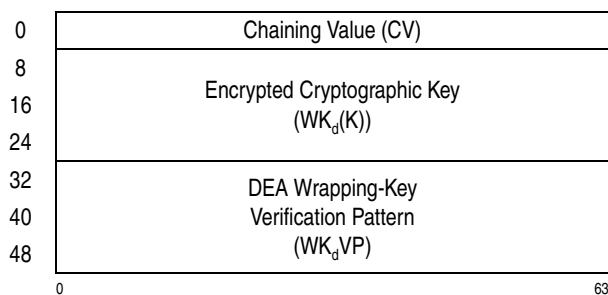 0 Chaining Value (CV)
8
Encrypted Cryptographic Key
16
(WKd(K))
24
32
DEA Wrapping-Key
40 Verification Pattern
48 (WKdVP)
0 63